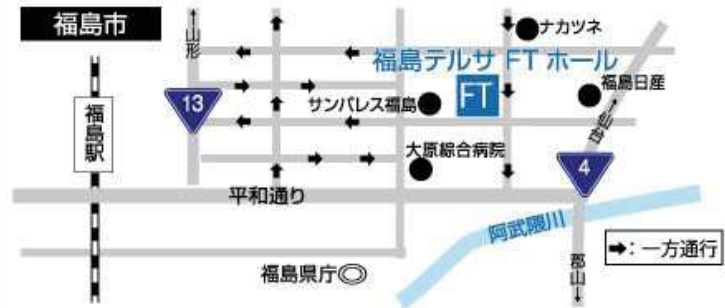 福島市
←山形
ナカツネ
福島テルサ FT ホール
FT
福島日産
サンパレス福島
13
←仙台
福島駅
大原綜合病院
4
平和通り
阿武隈川
➡：一方通行
福島県庁◎
郡山→